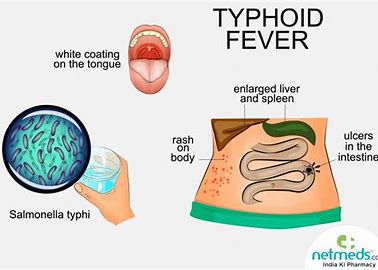 TYPHOID
FEVER
white coating
on the tongue
enlarged liver
and spleen
rash
on
body
ulcers
in the
intestine
Salmonella typhi
netmeds.co
India Ki Pharmacy